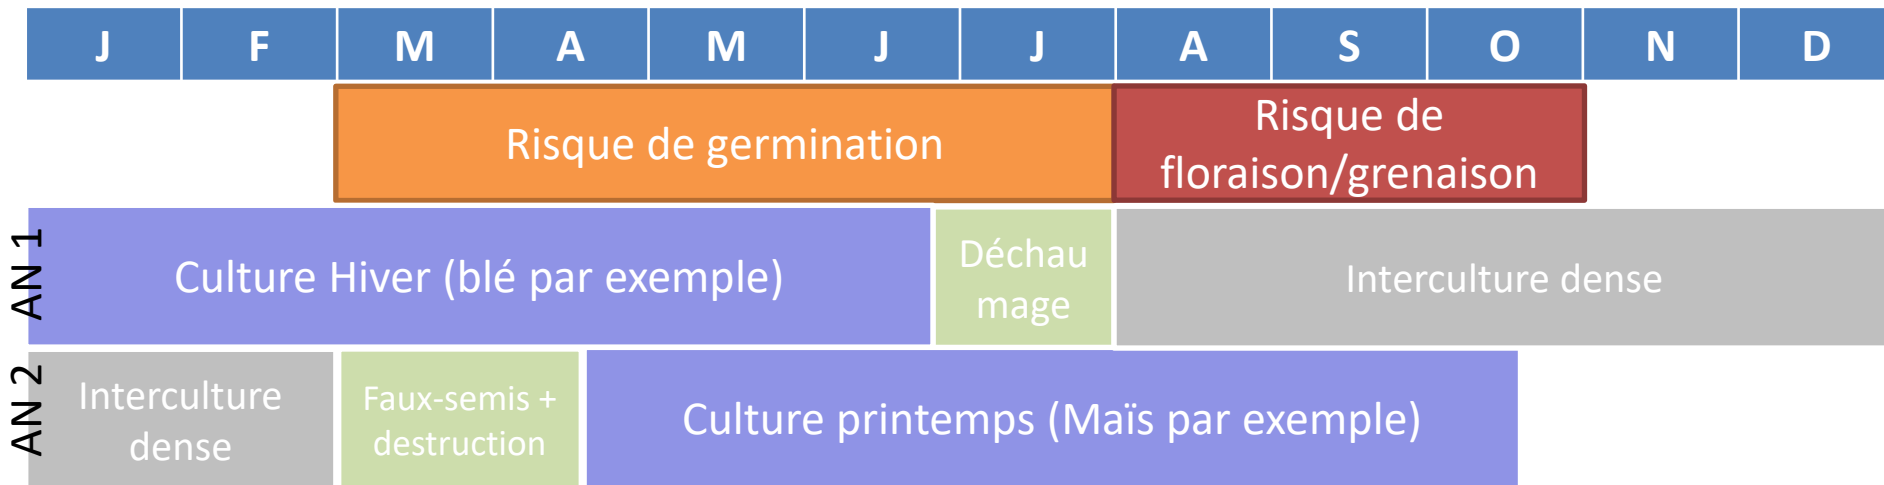 J F M A M J J A S O N D
Risque de germination
Risque de
floraison/grenaison
AN 1
Culture Hiver (blé par exemple)
Déchau
mage
Interculture dense
AN 2
Interculture
dense
Faux-semis +
destruction
Culture printemps (Maïs par exemple)